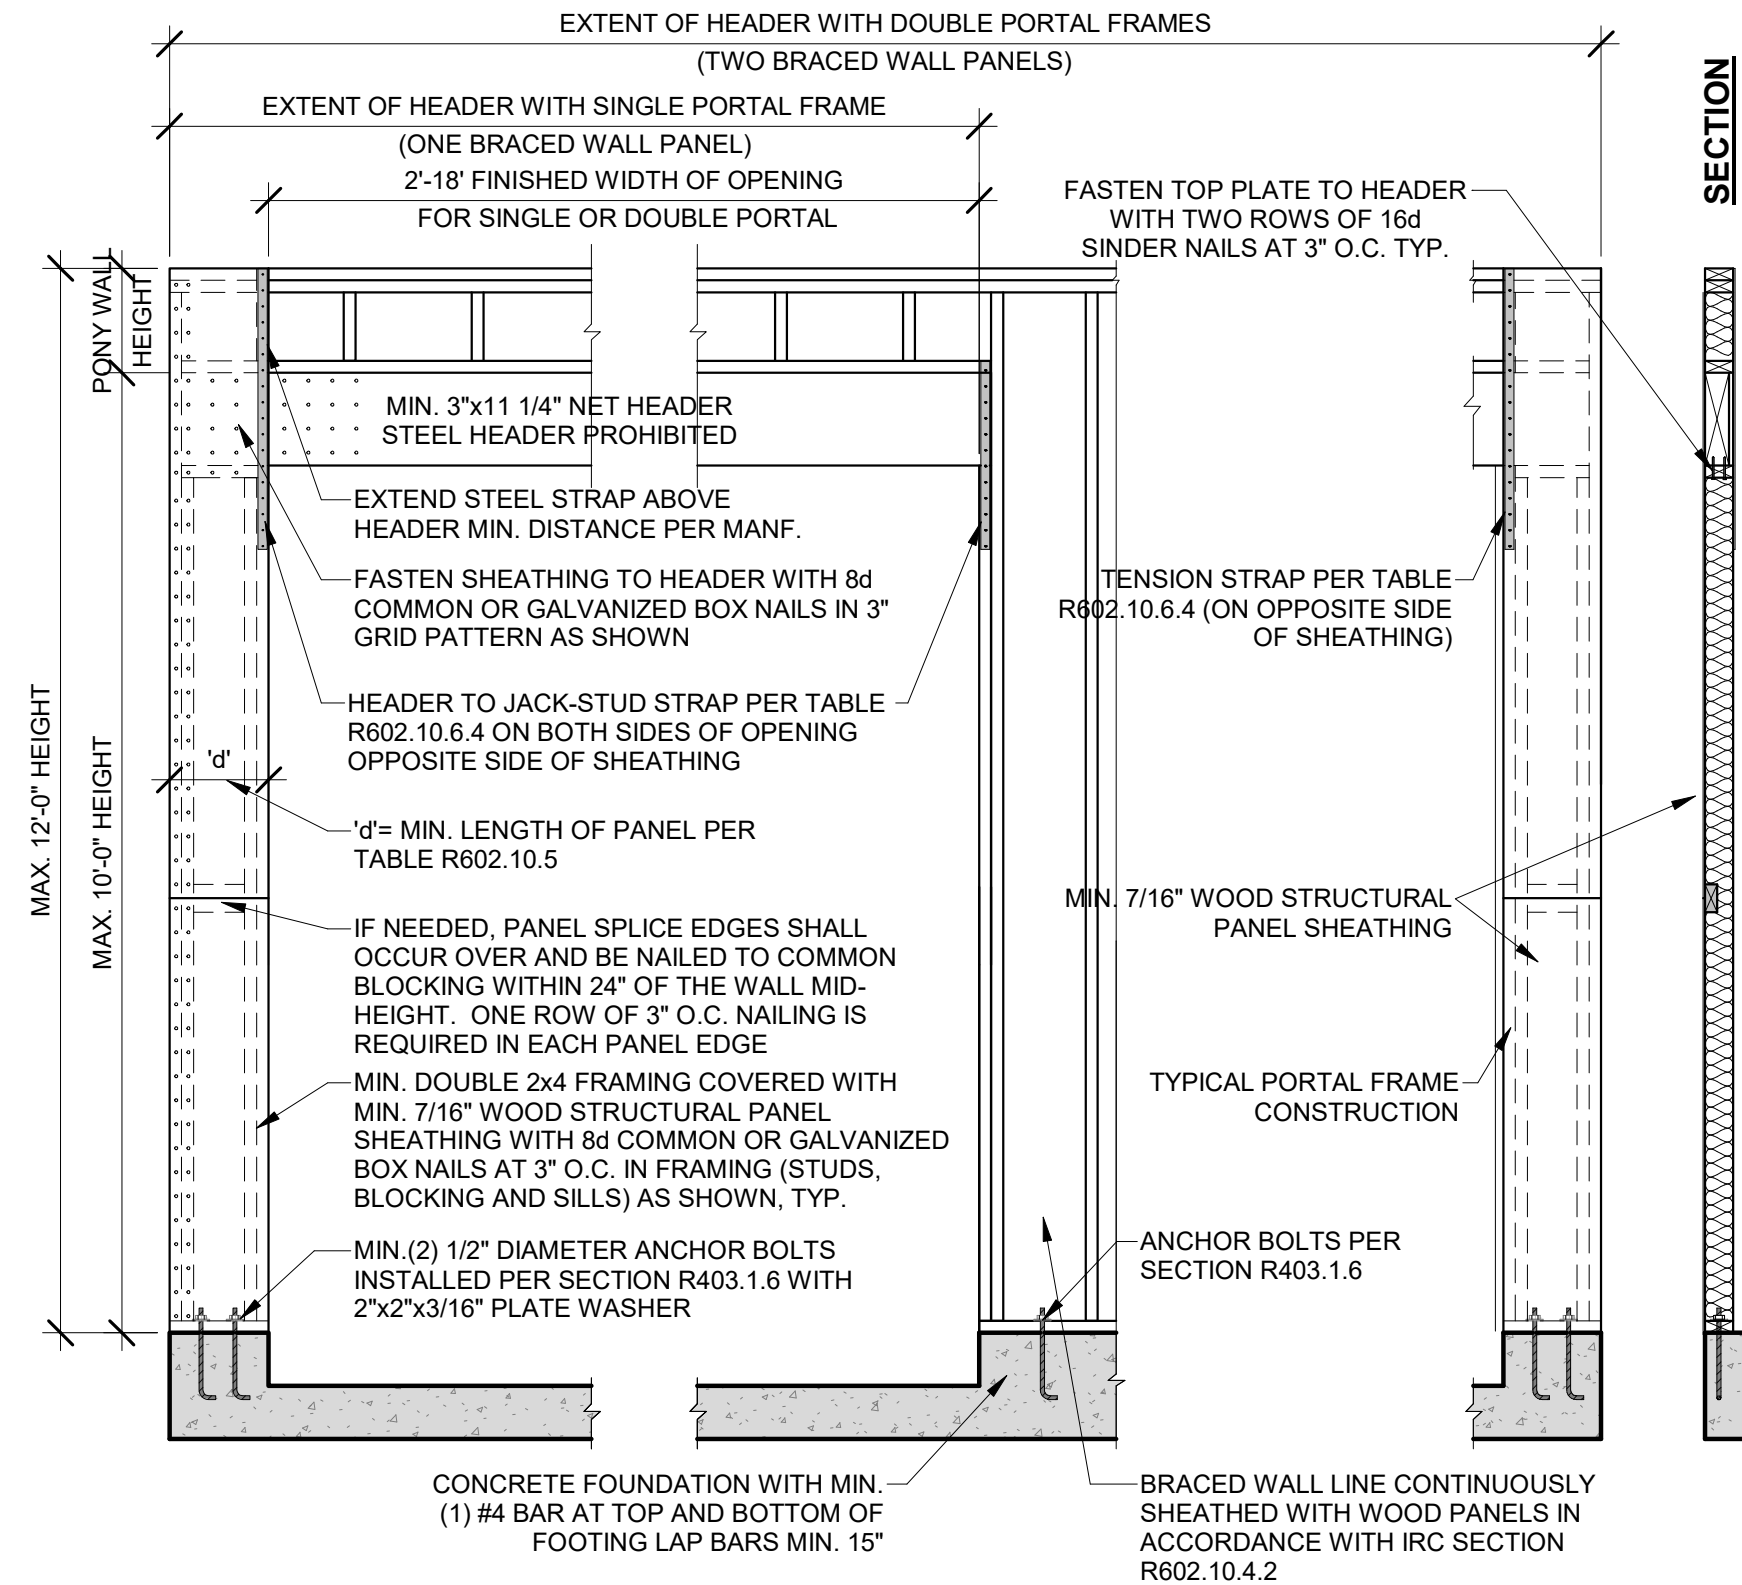 EXTENT OF HEADER WITH DOUBLE PORTAL FRAMES
(TWO BRACED WALL PANELS)
EXTENT OF HEADER WITH SINGLE PORTAL FRAME
(ONE BRACED WALL PANEL)
2'-18' FINISHED WIDTH OF OPENING
FOR SINGLE OR DOUBLE PORTAL
SECTION
FASTEN TOP PLATE TO HEADER
WITH TWO ROWS OF 16d
SINDER NAILS AT 3" O.C. TYP.
PONY WALL
HEIGHT
MAX. 12'-0" HEIGHT
MAX. 10'-0" HEIGHT
MIN. 3"x11 1/4" NET HEADER
STEEL HEADER PROHIBITED
EXTEND STEEL STRAP ABOVE
HEADER MIN. DISTANCE PER MANF.
FASTEN SHEATHING TO HEADER WITH 8d
COMMON OR GALVANIZED BOX NAILS IN 3"
GRID PATTERN AS SHOWN
TENSION STRAP PER TABLE
R602.10.6.4 (ON OPPOSITE SIDE
OF SHEATHING)
HEADER TO JACK-STUD STRAP PER TABLE
R602.10.6.4 ON BOTH SIDES OF OPENING
OPPOSITE SIDE OF SHEATHING
'd'
'd'= MIN. LENGTH OF PANEL PER
TABLE R602.10.5
MIN. 7/16" WOOD STRUCTURAL
PANEL SHEATHING
IF NEEDED, PANEL SPLICE EDGES SHALL
OCCUR OVER AND BE NAILED TO COMMON
BLOCKING WITHIN 24" OF THE WALL MID-
HEIGHT. ONE ROW OF 3" O.C. NAILING IS
REQUIRED IN EACH PANEL EDGE
MIN. DOUBLE 2x4 FRAMING COVERED WITH
MIN. 7/16" WOOD STRUCTURAL PANEL
SHEATHING WITH 8d COMMON OR GALVANIZED
BOX NAILS AT 3" O.C. IN FRAMING (STUDS,
BLOCKING AND SILLS) AS SHOWN, TYP.
TYPICAL PORTAL FRAME
CONSTRUCTION
MIN.(2) 1/2" DIAMETER ANCHOR BOLTS
INSTALLED PER SECTION R403.1.6 WITH
2"x2"x3/16" PLATE WASHER
ANCHOR BOLTS PER
SECTION R403.1.6
CONCRETE FOUNDATION WITH MIN.
(1) #4 BAR AT TOP AND BOTTOM OF
FOOTING LAP BARS MIN. 15"
BRACED WALL LINE CONTINUOUSLY
SHEATHED WITH WOOD PANELS IN
ACCORDANCE WITH IRC SECTION
R602.10.4.2